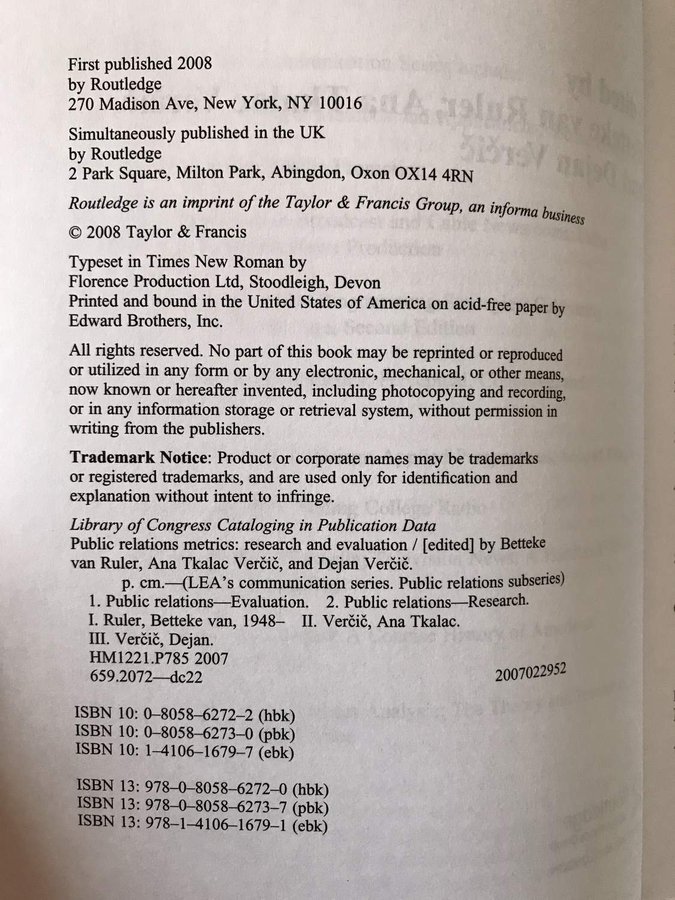 First published 2008
by Routledge
270 Madison Ave, New York, NY 10016
Simultaneously published in the UK
by Routledge
2 Park Square, Milton Park, Abingdon, Oxon OX14 4RN
Routledge is an imprint of the Taylor & Francis Group, an informa business
© 2008 Taylor & Francis
Typeset in Times New Roman by
Florence Production Ltd, Stoodleigh, Devon
Printed and bound in the United States of America on acid-free paper by
Edward Brothers, Inc.
All rights reserved. No part of this book may be reprinted or reproduced
or utilized in any form or by any electronic, mechanical, or other means,
now known or hereafter invented, including photocopying and recording,
or in any information storage or retrieval system, without permission in
writing from the publishers.
Trademark Notice: Product or corporate names may be trademarks
or registered trademarks, and are used only for identification and
explanation without intent to infringe.
Library of Congress Cataloging in Publication Data
Public relations metrics: research and evaluation / [edited] by Betteke
van Ruler, Ana Tkalac Verčič, and Dejan Verčič.
p. cm.—(LEA's communication series. Public relations subseries)
1. Public relations—Evaluation. 2. Public relations—Research.
I. Ruler, Betteke van, 1948– II. Verčič, Ana Tkalac.
III. Verčič, Dejan.
HM1221.P785 2007
659.2072—dc22 2007022952
ISBN 10: 0–8058–6272–2 (hbk)
ISBN 10: 0–8058–6273–0 (pbk)
ISBN 10: 1–4106–1679–7 (ebk)
ISBN 13: 978–0–8058–6272–0 (hbk)
ISBN 13: 978–0–8058–6273–7 (pbk)
ISBN 13: 978–1–4106–1679–1 (ebk)